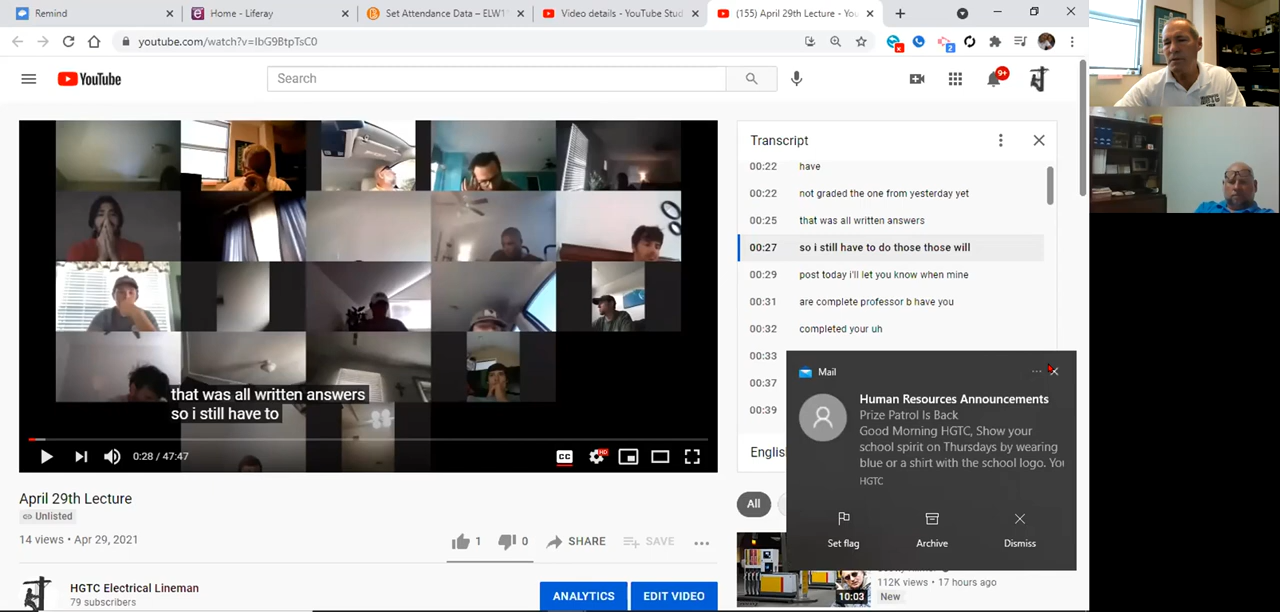 Remind
Home - Liferay
Set Attendance Data – ELW1
Video details - YouTube Stud
(155) April 29th Lecture - You
youtube.com/watch?v=IbG9BtpTsC0
2
YouTube
Search
9+
that was all written answers
so i still have to
0:28 / 47:47
CC
HD
Transcript
00:22 have
00:22 not graded the one from yesterday yet
00:25 that was all written answers
00:27 so i still have to do those those will
00:29 post today i'll let you know when mine
00:31 are complete professor b have you
00:32 completed your uh
00:33
00:37
00:39
English
Mail
Human Resources Announcements
Prize Patrol Is Back
Good Morning HGTC, Show your
school spirit on Thursdays by wearing
blue or a shirt with the school logo. You
HGTC
Set flag
Archive
Dismiss
All
April 29th Lecture
Unlisted
14 views • Apr 29, 2021
1
0
SHARE
SAVE
HGTC Electrical Lineman
79 subscribers
ANALYTICS
EDIT VIDEO
112K views • 17 hours ago
10:03
New
HGTC